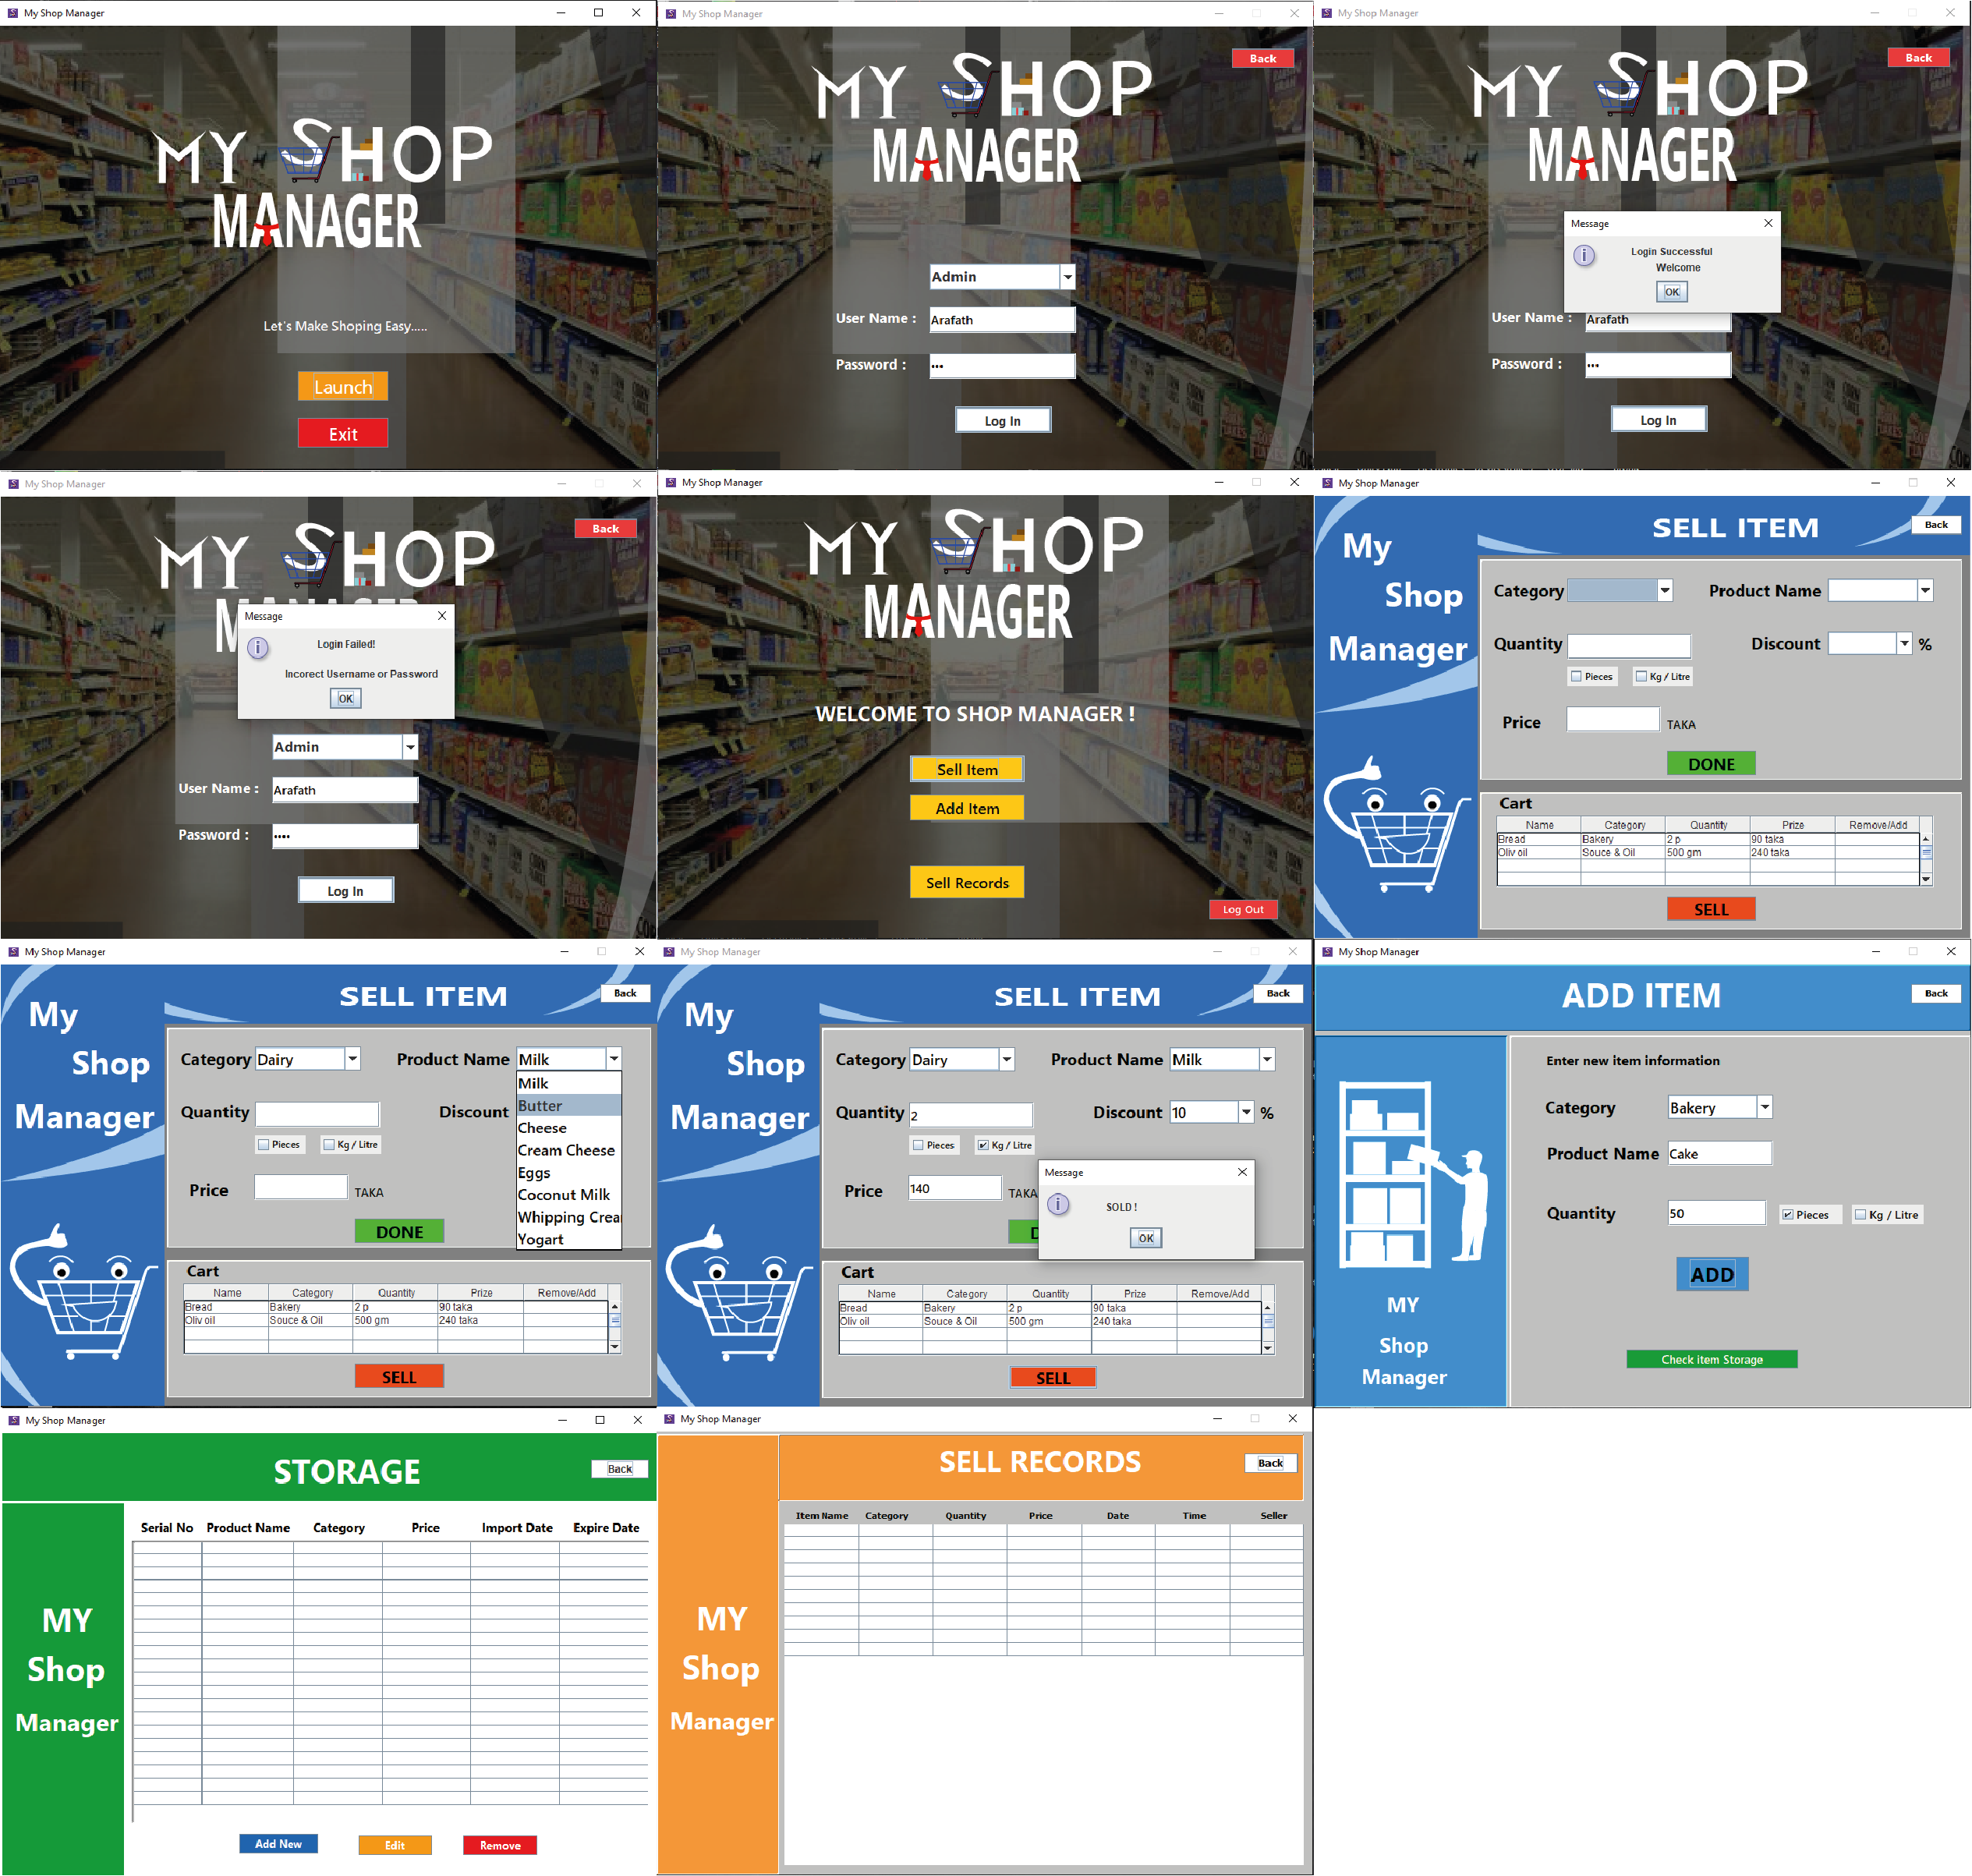 My Shop Manager
MY SHOP
MANAGER
Let's Make Shoping Easy.....
Launch
Exit
My Shop Manager
Back
MY SHOP
MANAGER
Admin
User Name : Arafath
Password : •••
Log In
My Shop Manager
Back
MY SHOP
MANAGER
Message
Login Successful
Welcome
OK
User Name : Arafath
Password : •••
Log In
My Shop Manager
Back
MY SHOP
Message
Login Failed!
Incorect Username or Password
OK
Admin
User Name : Arafath
Password : ••••
Log In
My Shop Manager
MY SHOP
MANAGER
WELCOME TO SHOP MANAGER !
Sell Item
Add Item
Sell Records
Log Out
My Shop Manager
My
Shop
Manager
SELL ITEM
Back
Category Product Name
Quantity Discount %
Pieces Kg / Litre
Price TAKA
DONE
Cart
Name Category Quantity Prize Remove/Add
Bread Bakery 2 p 90 taka
Oliv oil Souce & Oil 500 gm 240 taka
SELL
My Shop Manager
My
Shop
Manager
SELL ITEM
Back
Category Dairy Product Name Milk
Milk
Butter
Cheese
Cream Cheese
Eggs
Coconut Milk
Whipping Crea
Yogart
Quantity Discount
Pieces Kg / Litre
Price TAKA
DONE
Cart
Name Category Quantity Prize Remove/Add
Bread Bakery 2 p 90 taka
Oliv oil Souce & Oil 500 gm 240 taka
SELL
My Shop Manager
My
Shop
Manager
SELL ITEM
Back
Category Dairy Product Name Milk
Quantity 2 Discount 10 %
Pieces Kg / Litre
Price 140 TAKA
D
Message
SOLD !
OK
Cart
Name Category Quantity Prize Remove/Add
Bread Bakery 2 p 90 taka
Oliv oil Souce & Oil 500 gm 240 taka
SELL
My Shop Manager
ADD ITEM
Back
MY
Shop
Manager
Enter new item information
Category Bakery
Product Name Cake
Quantity 50 Pieces Kg / Litre
ADD
Check item Storage
My Shop Manager
STORAGE
Back
MY
Shop
Manager
Serial No Product Name Category Price Import Date Expire Date
Add New Edit Remove
My Shop Manager
SELL RECORDS
Back
MY
Shop
Manager
Item Name Category Quantity Price Date Time Seller